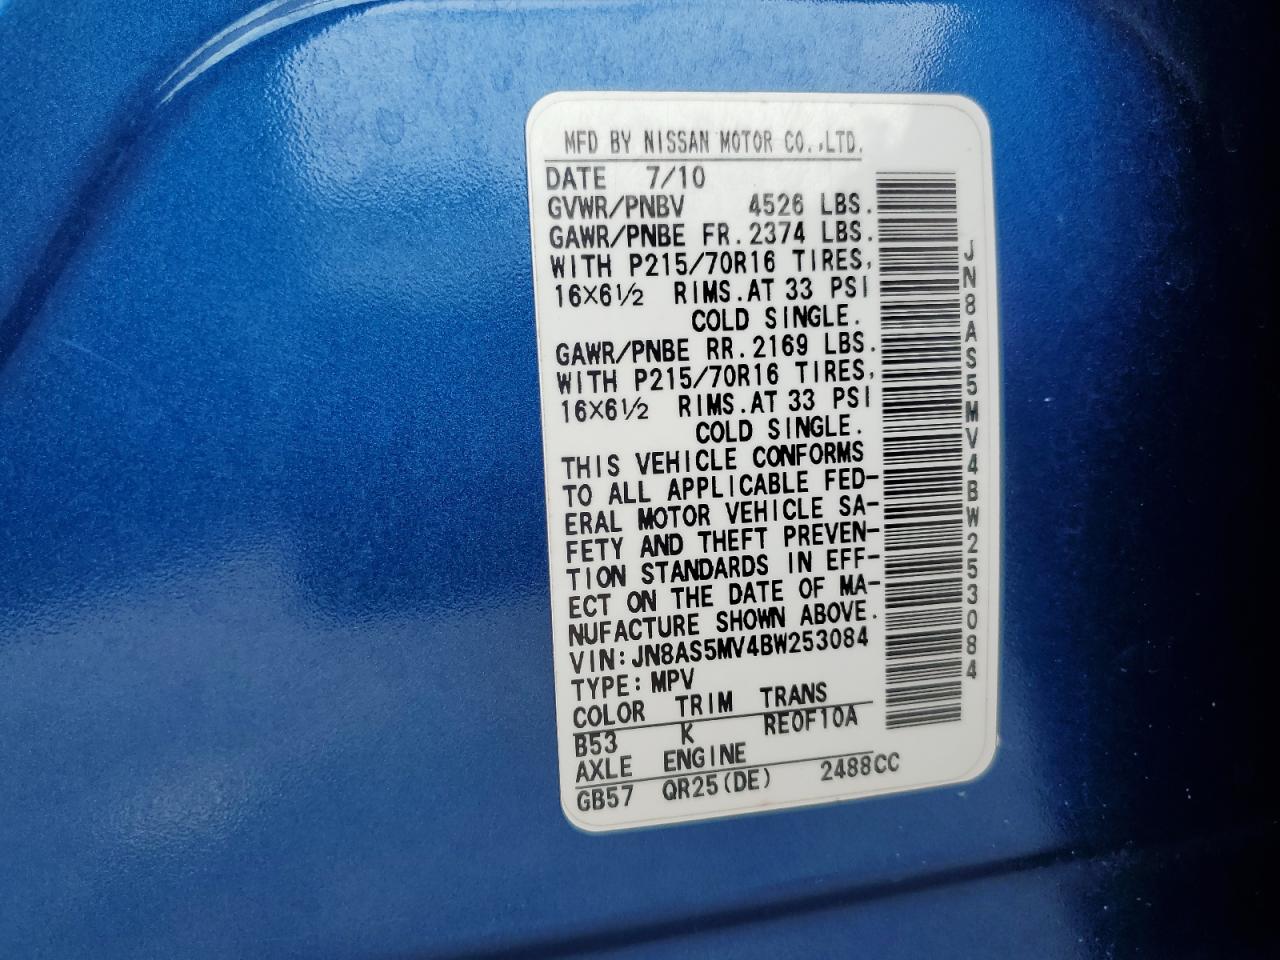 MFD BY NISSAN MOTOR CO.,LTD.
DATE 7/10
GVWR/PNBV 4526 LBS.
GAWR/PNBE FR.2374 LBS.
WITH P215/70R16 TIRES,
16×6½ RIMS.AT 33 PSI
COLD SINGLE.
GAWR/PNBE RR.2169 LBS.
WITH P215/70R16 TIRES,
16×6½ RIMS.AT 33 PSI
COLD SINGLE.
THIS VEHICLE CONFORMS
TO ALL APPLICABLE FED-
ERAL MOTOR VEHICLE SA-
FETY AND THEFT PREVEN-
TION STANDARDS IN EFF-
ECT ON THE DATE OF MA-
NUFACTURE SHOWN ABOVE.
VIN:JN8AS5MV4BW253084
TYPE:MPV
COLOR TRIM TRANS
B53 K RE0F10A
AXLE ENGINE
GB57 QR25(DE) 2488CC
JN8AS5MV4BW253084